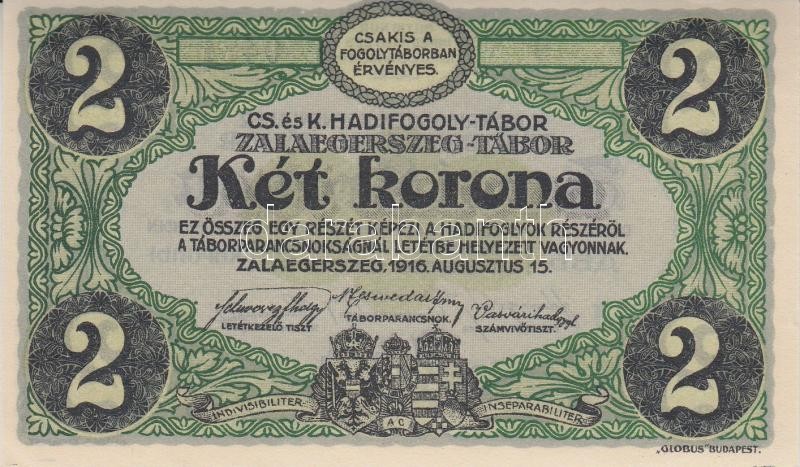 2
CSAKIS A
FOGOLYTÁBORBAN
ÉRVÉNYES.
2
CS. és K. HADIFOGOLY-TÁBOR
ZALAEGERSZEG-TÁBOR
Két korona
EZ ÖSSZEG EGY RÉSZÉT KÉPEZI A HADIFOGLYOK RÉSZÉRŐL
A TÁBORPARANCSNOKSÁGNÁL LETÉTBE HELYEZETT VAGYONNAK.
ZALAEGERSZEG, 1916. AUGUSZTUS 15.
LETÉTKEZELŐ TISZT
TÁBORPARANCSNOK.
SZÁMVIVŐTISZT.
2
INDIVISIBILITER
AC
INSEPARABILITER
2
„GLOBUS" BUDAPEST.
databanth